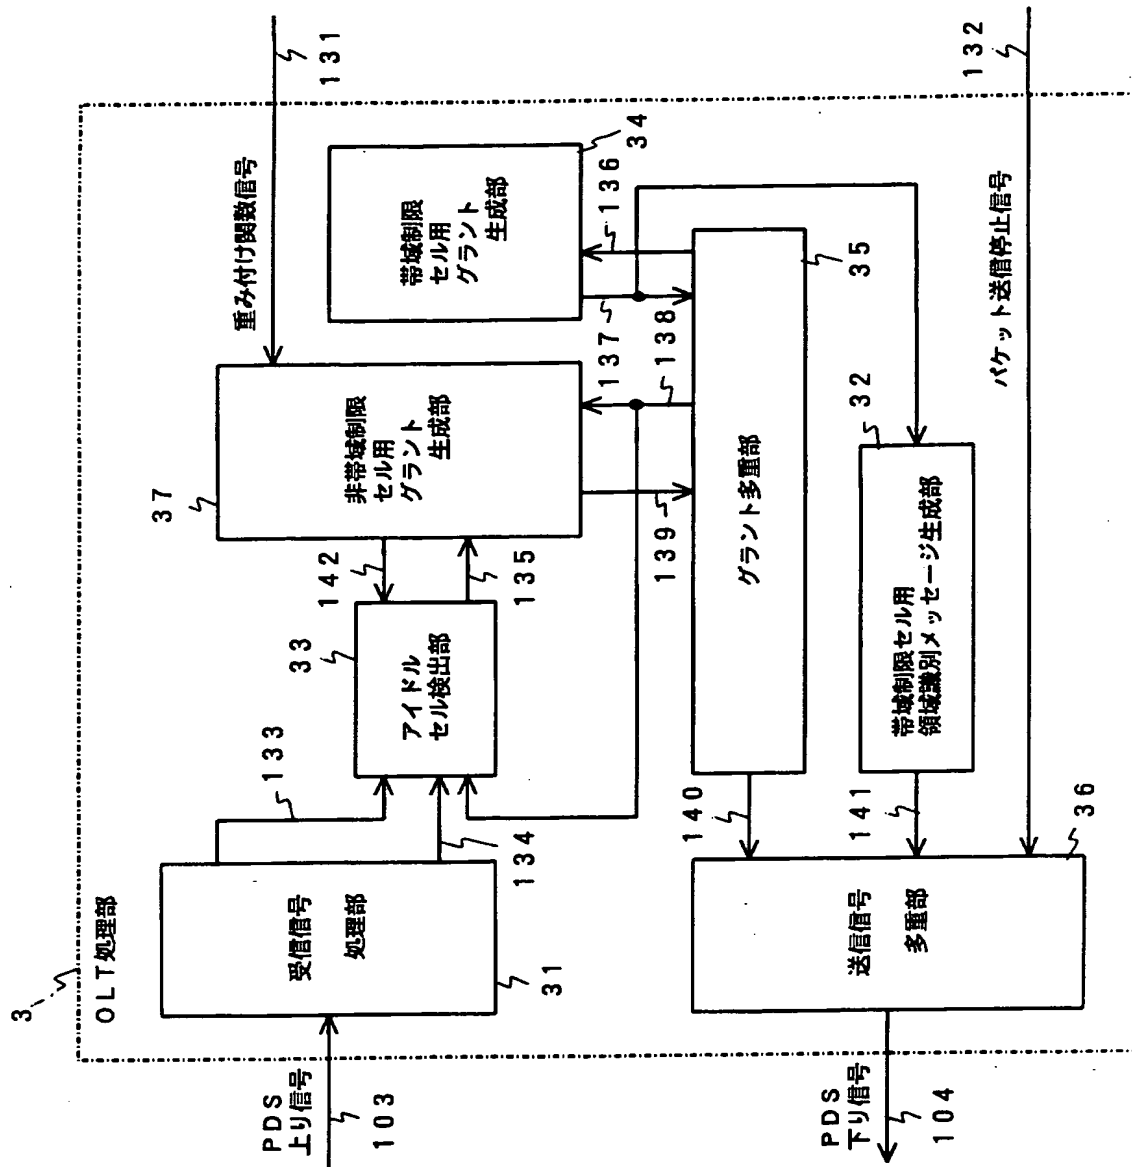 3
OLT処理部
PDS
上り信号
103
受信信号
処理部
31
133
134
33
アイドル
セル検出部
142
135
37
非帯域制限
セル用
グラント
生成部
重み付け関数信号
131
帯域制限
セル用
グラント
生成部
34
136
137
138
139
グラント多重部
35
140
32
帯域制限セル用
領域識別メッセージ生成部
141
パケット送信停止信号
132
送信信号
多重部
36
PDS
下り信号
104